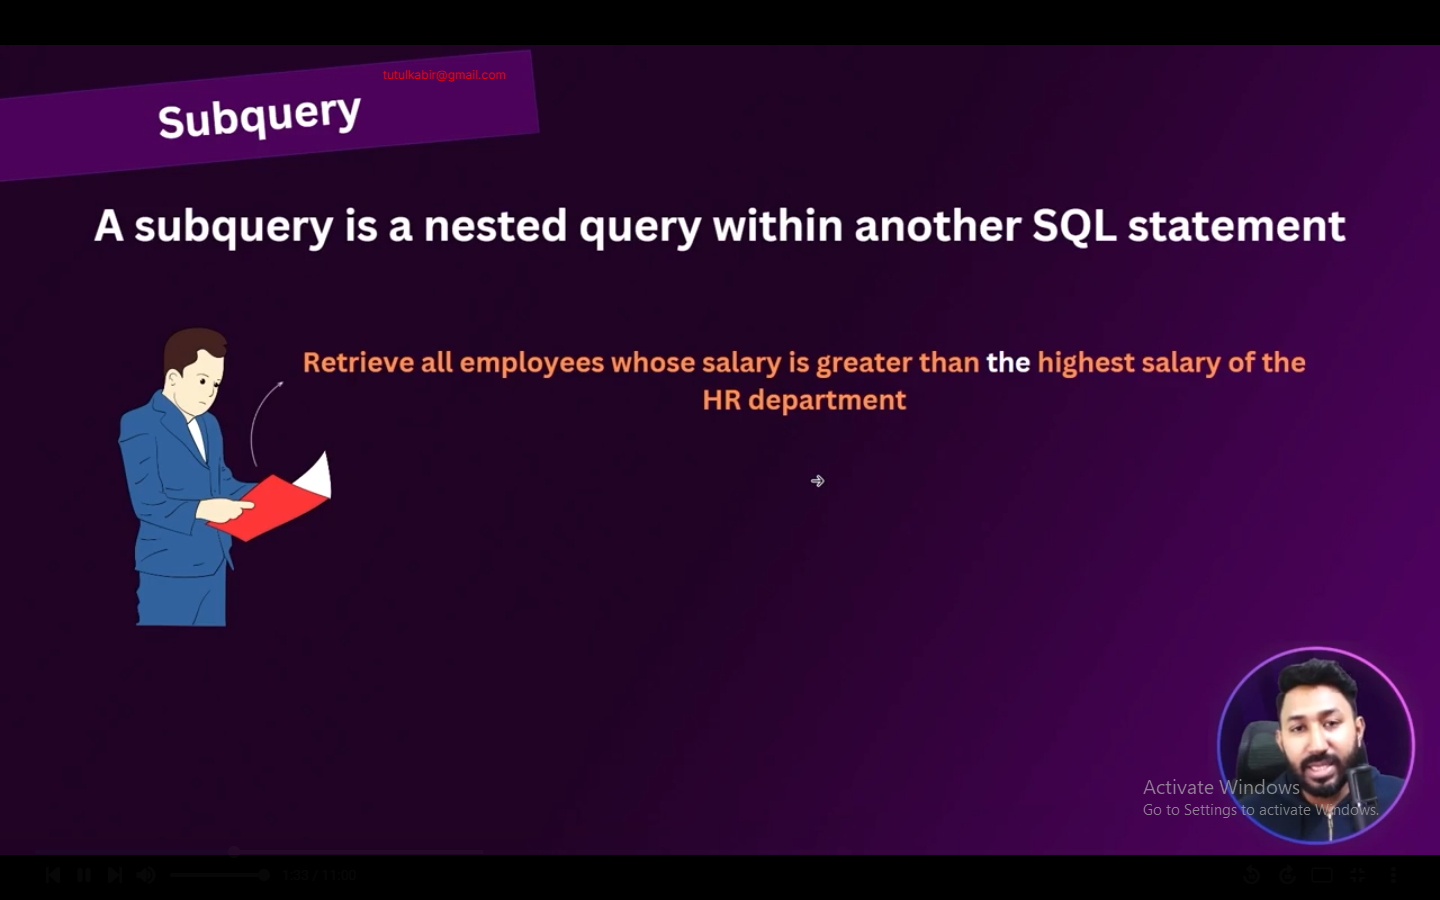 tutulkabir@gmail.com
Subquery
A subquery is a nested query within another SQL statement
Retrieve all employees whose salary is greater than the highest salary of the
HR department
Activate Windows
Go to Settings to activate Windows.
1:33 / 11:00